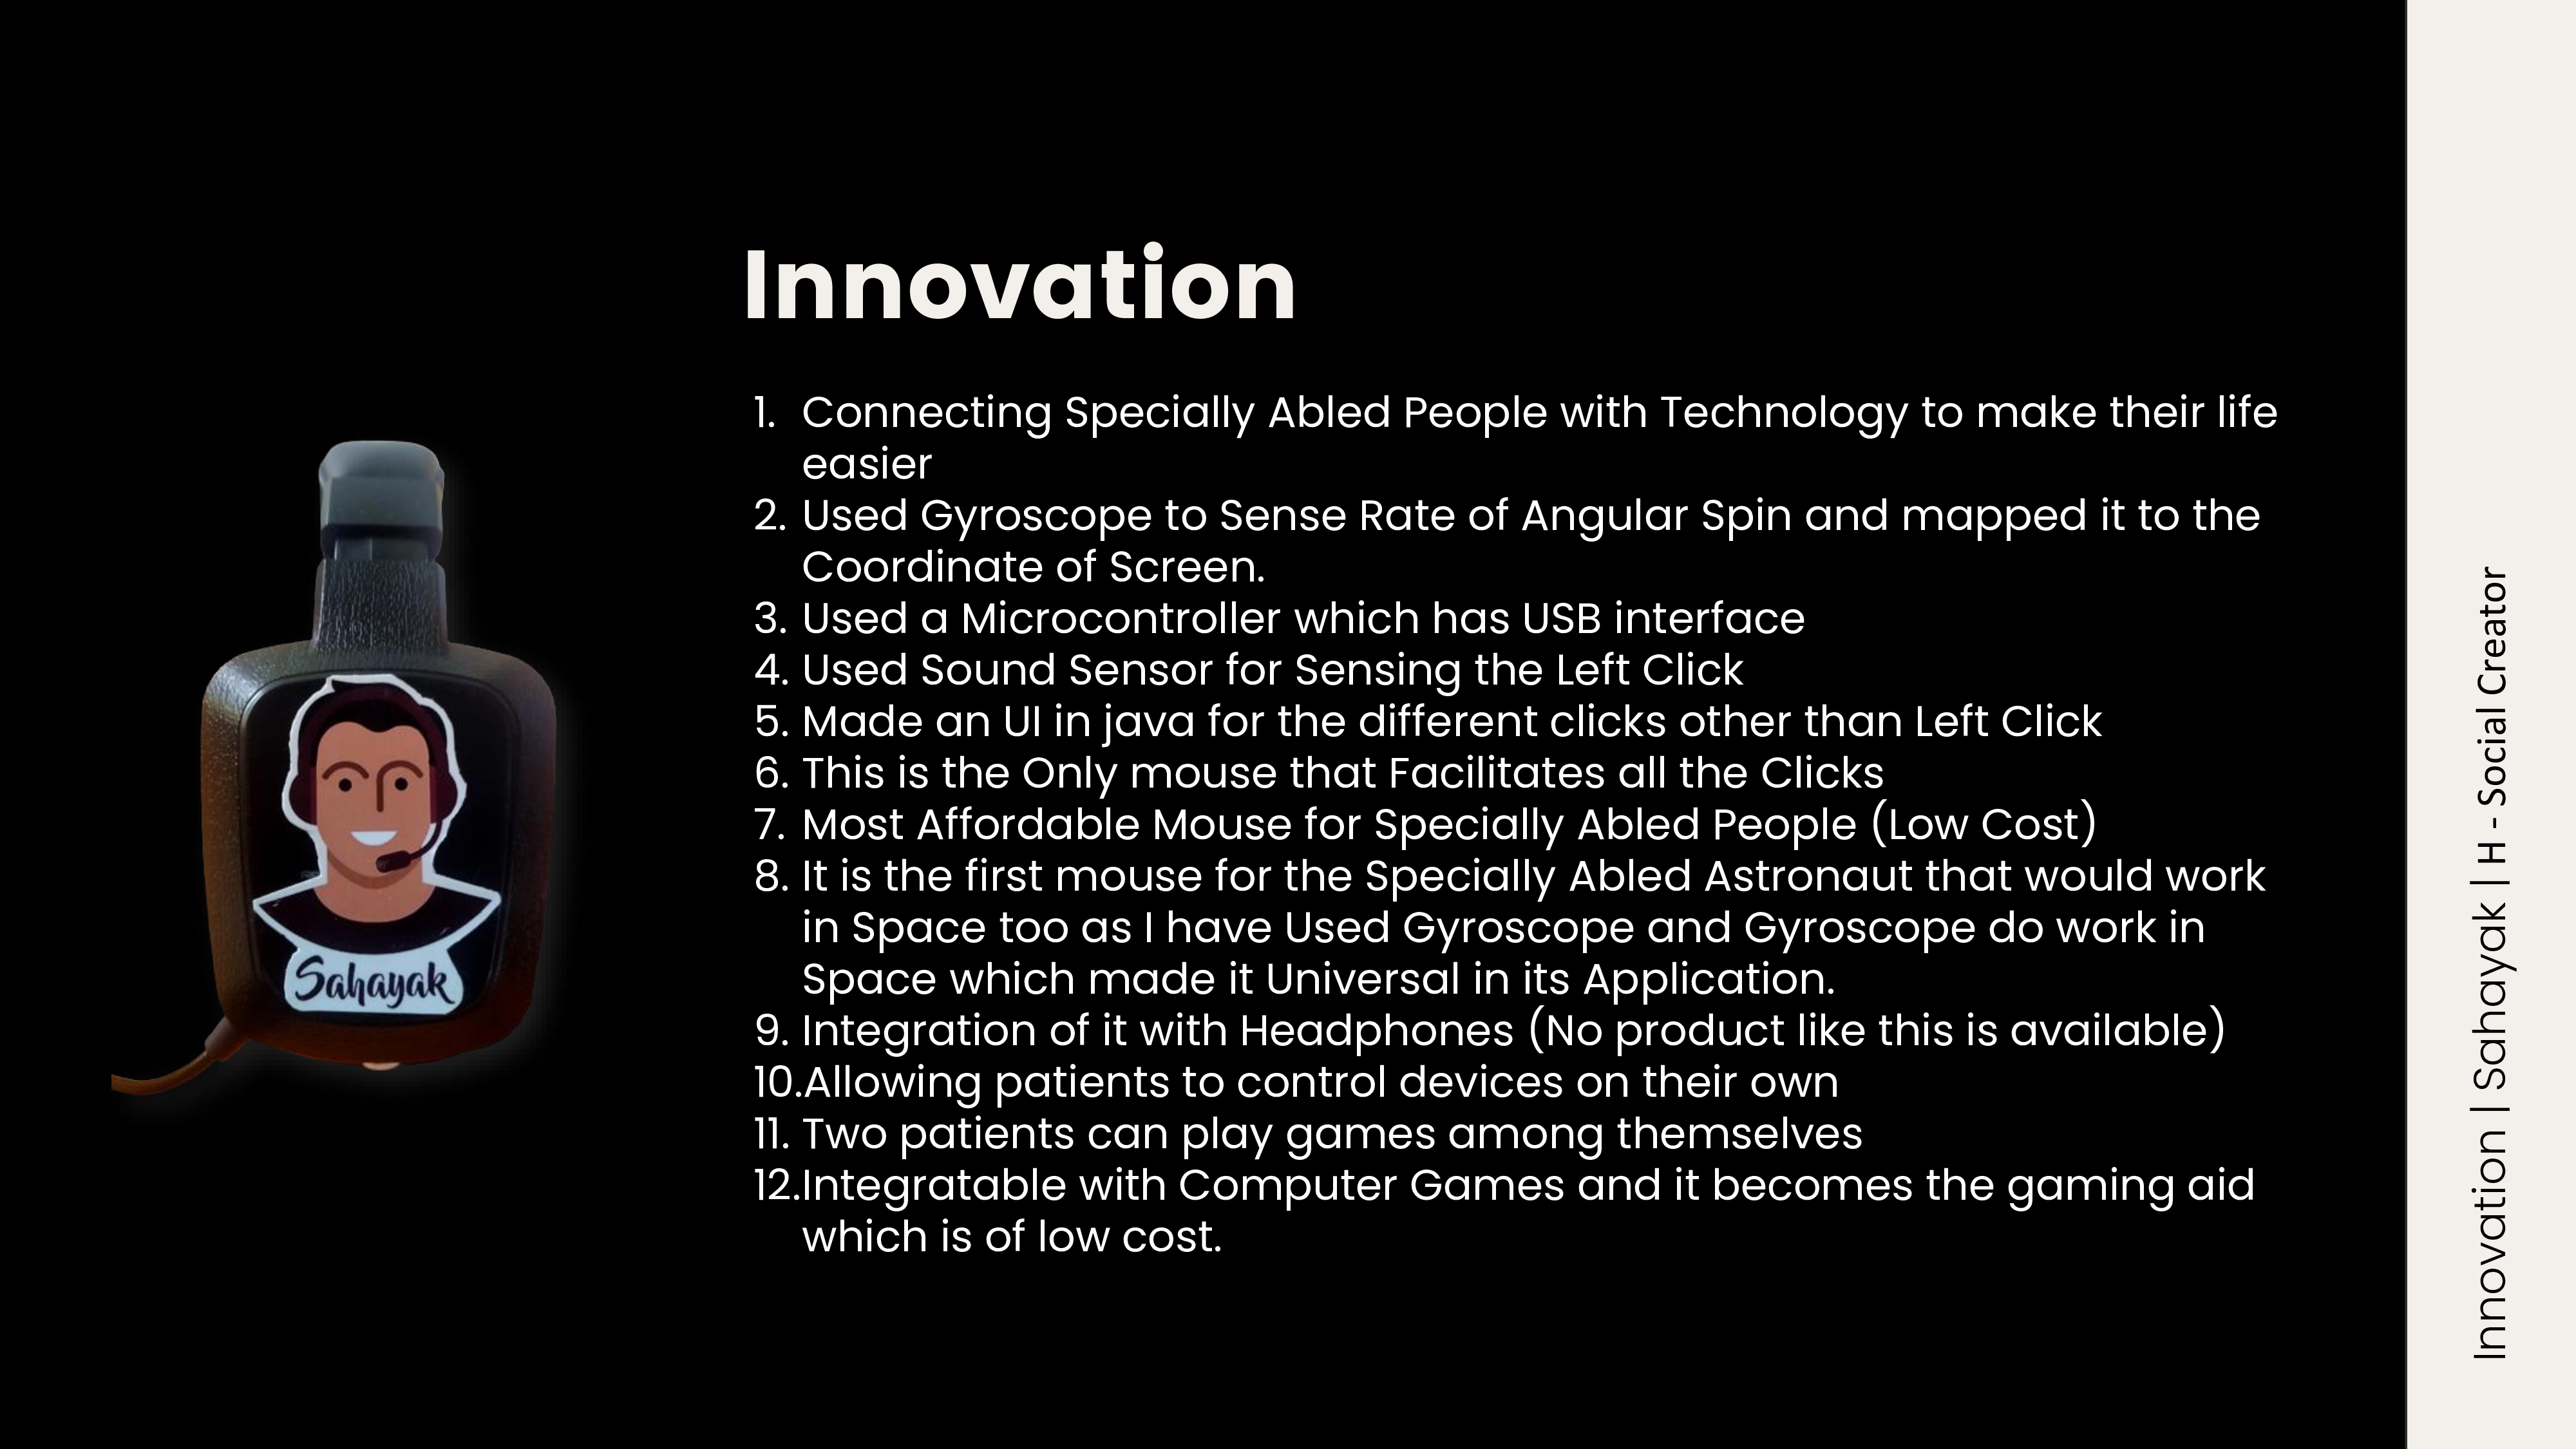 Innovation
1. Connecting Specially Abled People with Technology to make their life
easier
2. Used Gyroscope to Sense Rate of Angular Spin and mapped it to the
Coordinate of Screen.
3. Used a Microcontroller which has USB interface
4. Used Sound Sensor for Sensing the Left Click
5. Made an UI in java for the different clicks other than Left Click
6. This is the Only mouse that Facilitates all the Clicks
7. Most Affordable Mouse for Specially Abled People (Low Cost)
8. It is the first mouse for the Specially Abled Astronaut that would work
in Space too as I have Used Gyroscope and Gyroscope do work in
Space which made it Universal in its Application.
9. Integration of it with Headphones (No product like this is available)
10.Allowing patients to control devices on their own
11. Two patients can play games among themselves
12.Integratable with Computer Games and it becomes the gaming aid
which is of low cost.
Sahayak
Innovation | Sahayak | H - Social Creator